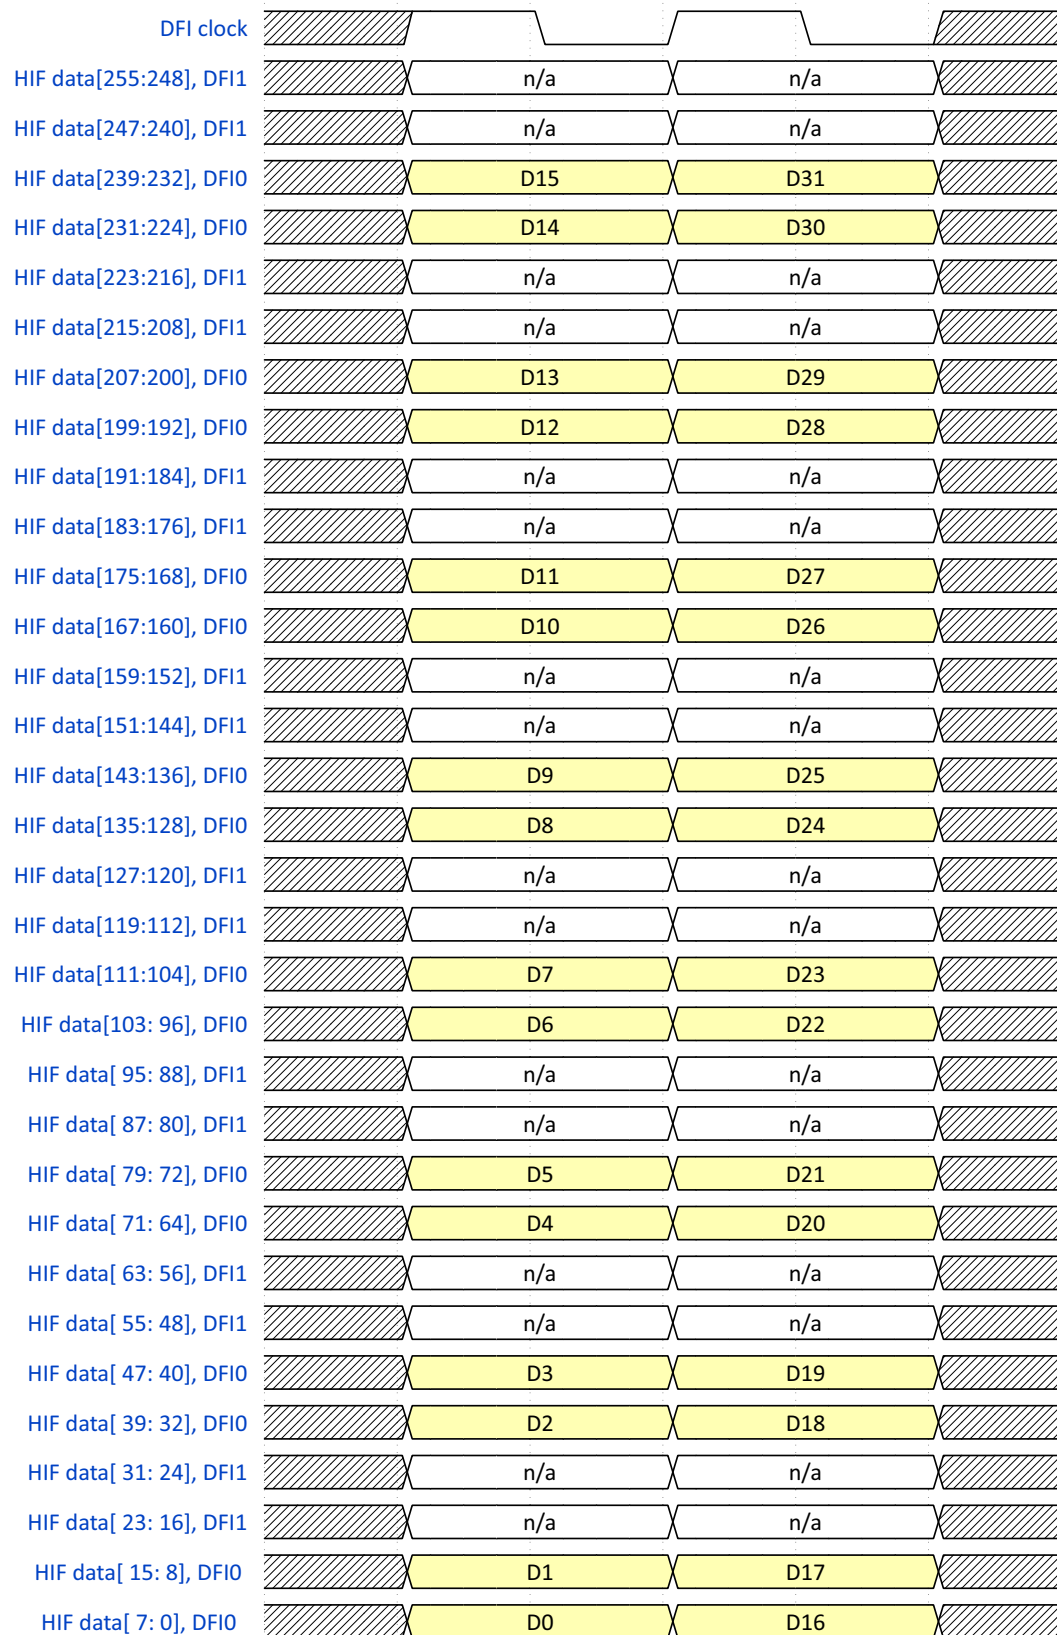 DFI clock
HIF data[255:248], DFI1 n/a n/a
HIF data[247:240], DFI1 n/a n/a
HIF data[239:232], DFI0 D15 D31
HIF data[231:224], DFI0 D14 D30
HIF data[223:216], DFI1 n/a n/a
HIF data[215:208], DFI1 n/a n/a
HIF data[207:200], DFI0 D13 D29
HIF data[199:192], DFI0 D12 D28
HIF data[191:184], DFI1 n/a n/a
HIF data[183:176], DFI1 n/a n/a
HIF data[175:168], DFI0 D11 D27
HIF data[167:160], DFI0 D10 D26
HIF data[159:152], DFI1 n/a n/a
HIF data[151:144], DFI1 n/a n/a
HIF data[143:136], DFI0 D9 D25
HIF data[135:128], DFI0 D8 D24
HIF data[127:120], DFI1 n/a n/a
HIF data[119:112], DFI1 n/a n/a
HIF data[111:104], DFI0 D7 D23
HIF data[103: 96], DFI0 D6 D22
HIF data[ 95: 88], DFI1 n/a n/a
HIF data[ 87: 80], DFI1 n/a n/a
HIF data[ 79: 72], DFI0 D5 D21
HIF data[ 71: 64], DFI0 D4 D20
HIF data[ 63: 56], DFI1 n/a n/a
HIF data[ 55: 48], DFI1 n/a n/a
HIF data[ 47: 40], DFI0 D3 D19
HIF data[ 39: 32], DFI0 D2 D18
HIF data[ 31: 24], DFI1 n/a n/a
HIF data[ 23: 16], DFI1 n/a n/a
HIF data[ 15: 8], DFI0 D1 D17
HIF data[ 7: 0], DFI0 D0 D16